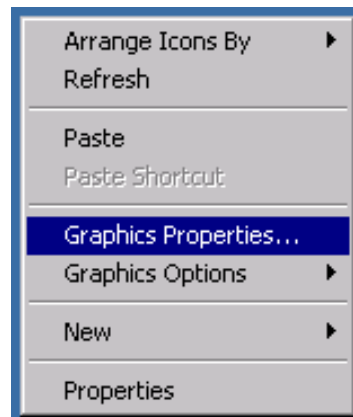 Arrange Icons By
Refresh
Paste
Paste Shortcut
Graphics Properties...
Graphics Options
New
Properties